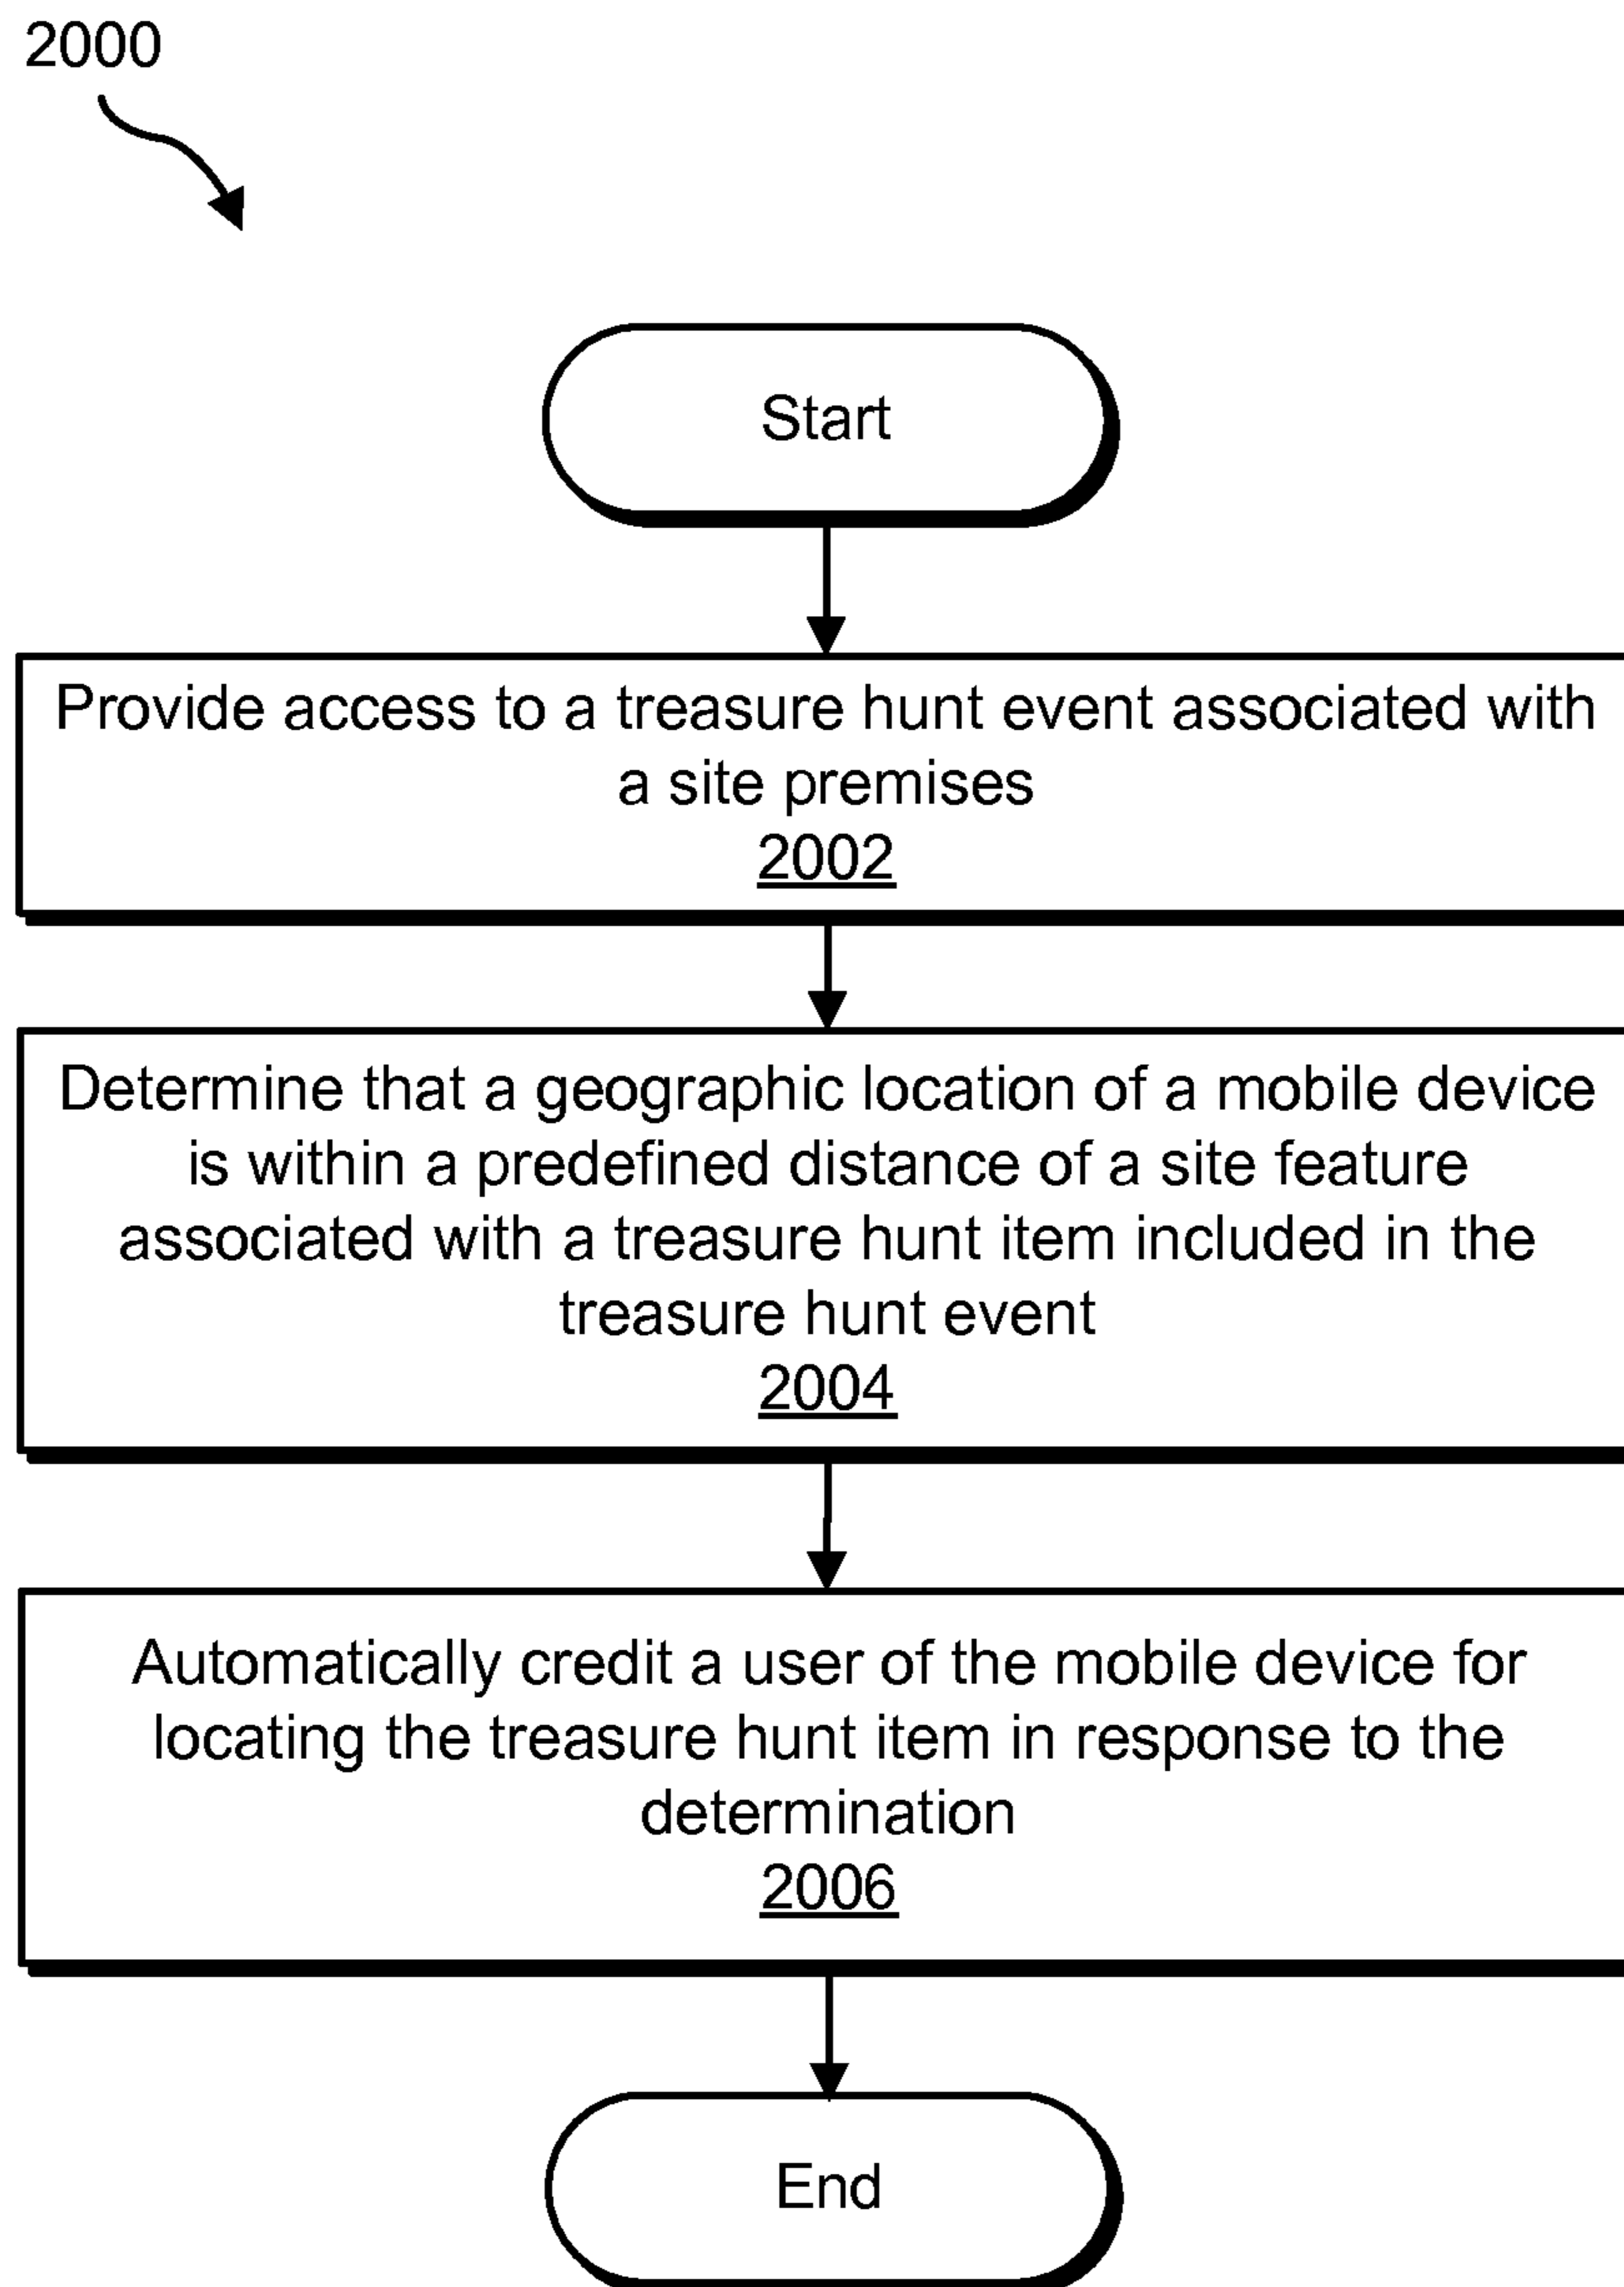 2000
Start
Provide access to a treasure hunt event associated with
a site premises
2002
Determine that a geographic location of a mobile device
is within a predefined distance of a site feature
associated with a treasure hunt item included in the
treasure hunt event
2004
Automatically credit a user of the mobile device for
locating the treasure hunt item in response to the
determination
2006
End